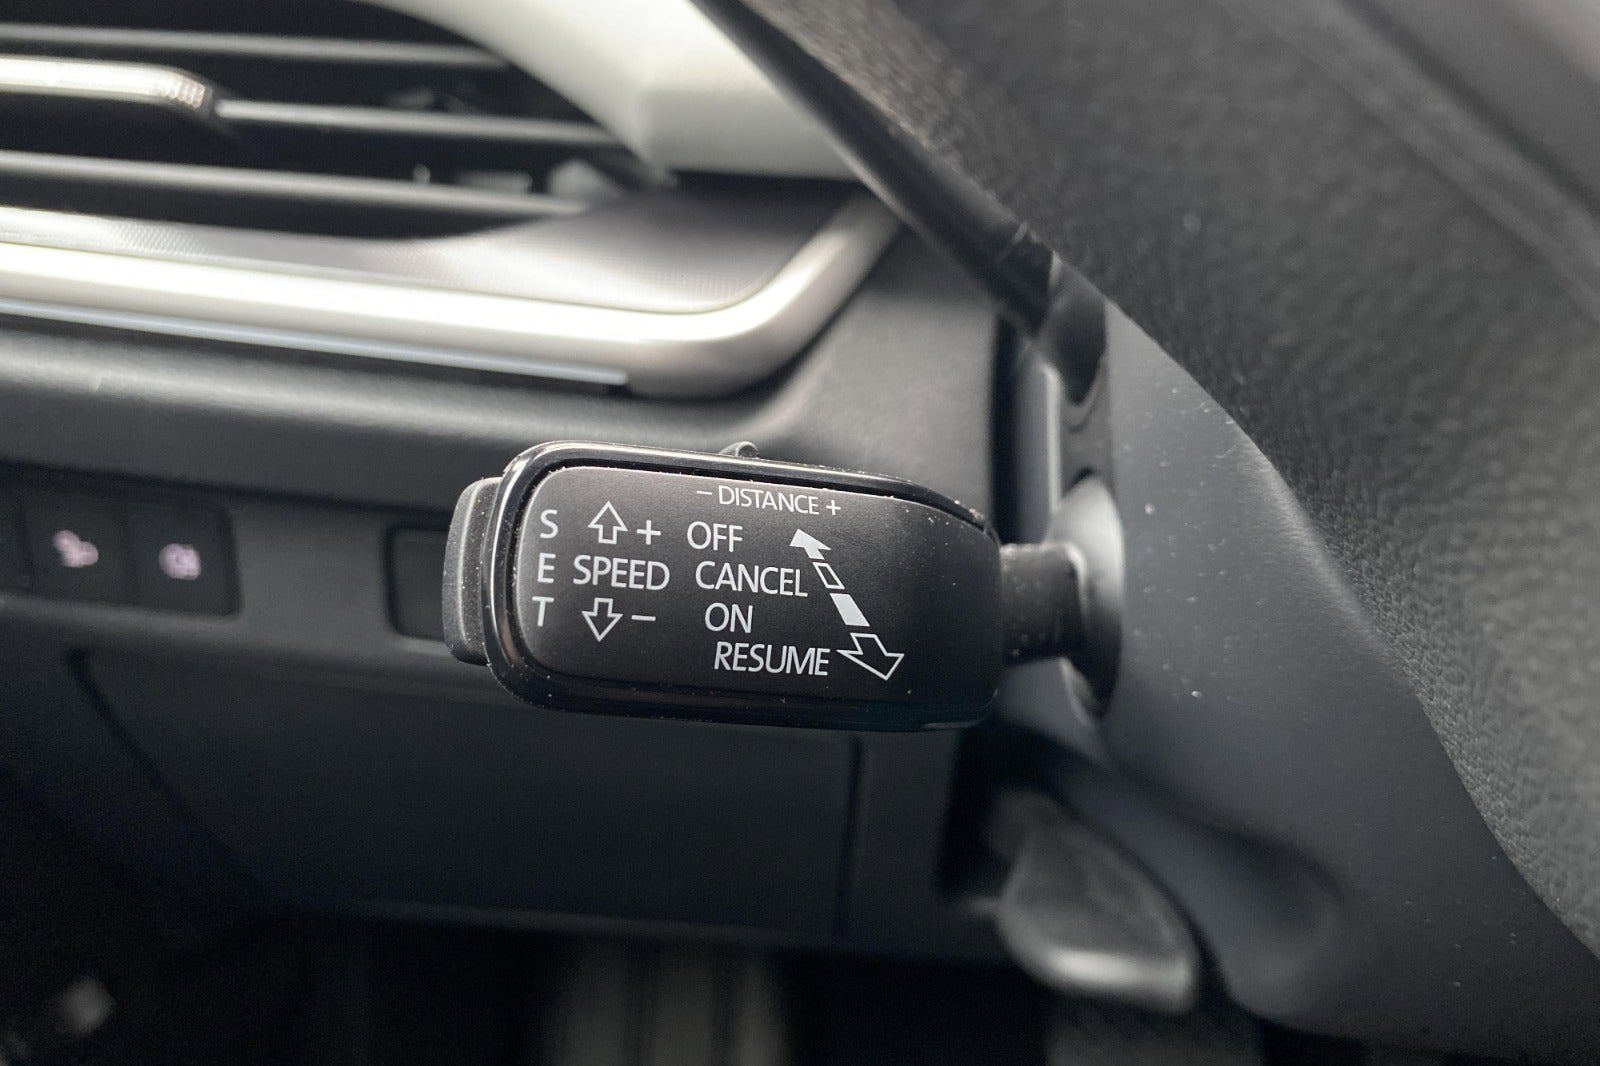 − DISTANCE +
S + OFF
E SPEED CANCEL
T − ON
RESUME